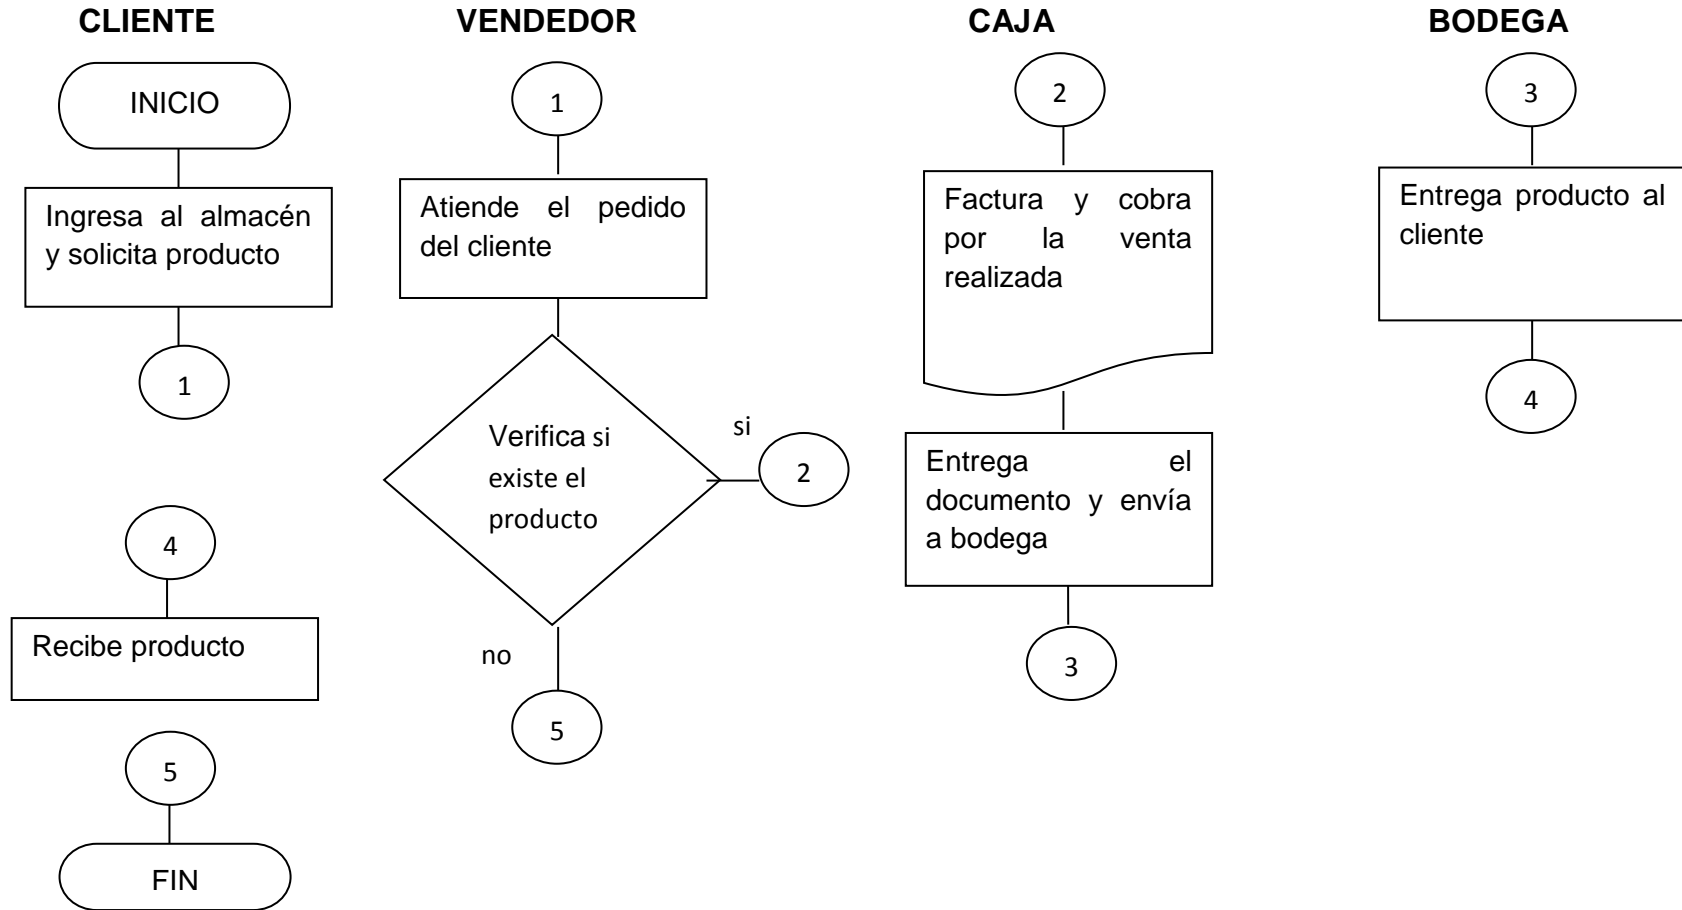 CLIENTE
INICIO
Ingresa al almacén
y solicita producto
1
4
Recibe producto
5
FIN
VENDEDOR
1
Atiende el pedido
del cliente
Verifica si
existe el
producto
si
2
no
5
CAJA
2
Factura y cobra
por la venta
realizada
Entrega el
documento y envía
a bodega
3
BODEGA
3
Entrega producto al
cliente
4